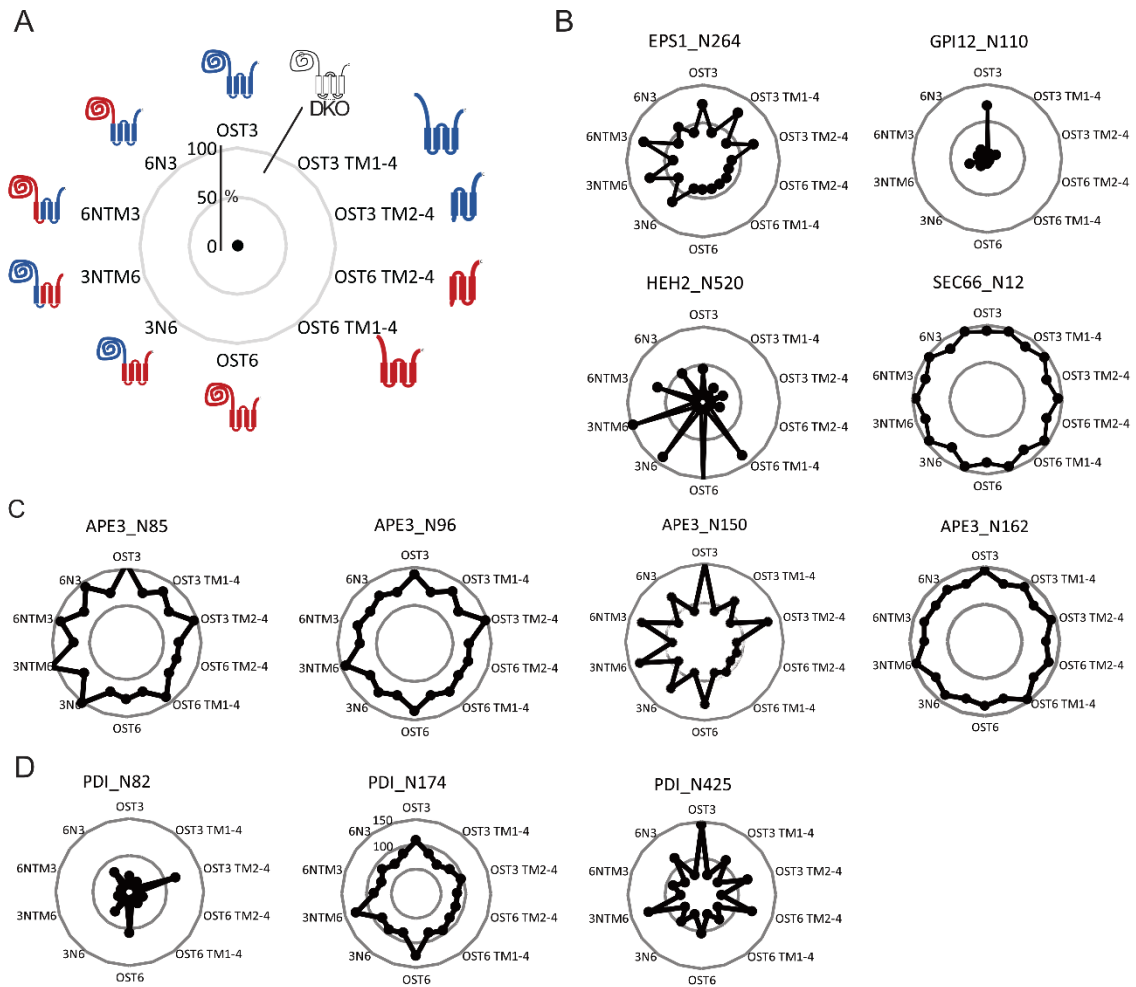 A
DKO
OST3
OST3 TM1-4
OST3 TM2-4
OST6 TM2-4
OST6 TM1-4
OST6
3N6
3NTM6
6NTM3
6N3
100
50
%
0
B
EPS1_N264
OST3
OST3 TM1-4
OST3 TM2-4
OST6 TM2-4
OST6 TM1-4
OST6
3N6
3NTM6
6NTM3
6N3
GPI12_N110
OST3
OST3 TM1-4
OST3 TM2-4
OST6 TM2-4
OST6 TM1-4
OST6
3N6
3NTM6
6NTM3
6N3
HEH2_N520
OST3
OST3 TM1-4
OST3 TM2-4
OST6 TM2-4
OST6 TM1-4
OST6
3N6
3NTM6
6NTM3
6N3
SEC66_N12
OST3
OST3 TM1-4
OST3 TM2-4
OST6 TM2-4
OST6 TM1-4
OST6
3N6
3NTM6
6NTM3
6N3
C
APE3_N85
OST3
OST3 TM1-4
OST3 TM2-4
OST6 TM2-4
OST6 TM1-4
OST6
3N6
3NTM6
6NTM3
6N3
APE3_N96
OST3
OST3 TM1-4
OST3 TM2-4
OST6 TM2-4
OST6 TM1-4
OST6
3N6
3NTM6
6NTM3
6N3
APE3_N150
OST3
OST3 TM1-4
OST3 TM2-4
OST6 TM2-4
OST6 TM1-4
OST6
3N6
3NTM6
6NTM3
6N3
APE3_N162
OST3
OST3 TM1-4
OST3 TM2-4
OST6 TM2-4
OST6 TM1-4
OST6
3N6
3NTM6
6NTM3
6N3
D
PDI_N82
OST3
OST3 TM1-4
OST3 TM2-4
OST6 TM2-4
OST6 TM1-4
OST6
3N6
3NTM6
6NTM3
6N3
PDI_N174
OST3
OST3 TM1-4
OST3 TM2-4
OST6 TM2-4
OST6 TM1-4
OST6
3N6
3NTM6
6NTM3
6N3
150
100
PDI_N425
OST3
OST3 TM1-4
OST3 TM2-4
OST6 TM2-4
OST6 TM1-4
OST6
3N6
3NTM6
6NTM3
6N3